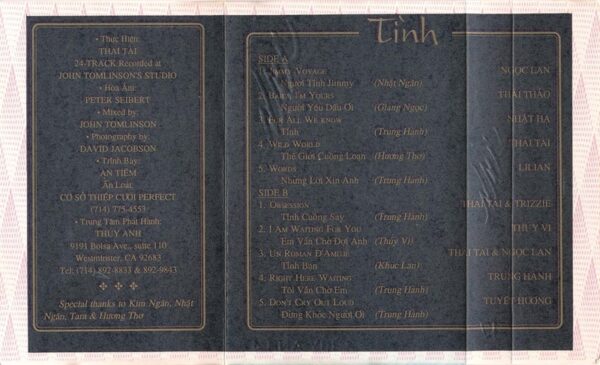 • Thực Hiện:
THÁI TÀI
24-TRACK Recorded at
JOHN TOMLINSON'S STUDIO
• Hòa Âm:
PETER SEIBERT
• Mixed by:
JOHN TOMLINSON
• Photography by:
DAVID JACOBSON
• Trình Bày:
AN TIÊM
Ấn Loát:
CƠ SỞ THIỆP CƯỚI PERFECT
(714) 775-4553
• Trung Tâm Phát Hành:
THÚY ANH
9191 Bolsa Ave., suite 110
Westminster, CA 92683
Tel: (714) 892-8833 & 892-9843
Special thanks to Kim Ngân, Nhật
Ngân, Tara & Hương Thơ
Tình
SIDE A
1. JIMMY VOYAGE NGỌC LAN
Người Tình Jimmy (Nhật Ngân)
2. I'M YOURS THÁI THẢO
Người Yêu Dấu Ơi (Giang Ngọc)
3. FOR ALL WE KNOW NHẬT HẠ
Tình (Trung Hành)
4. WILD WORLD THÁI TÀI
Thế Giới Cuồng Loạn (Hương Thơ)
5. WORDS LILIAN
Những Lời Xin Anh (Trung Hành)
SIDE B
1. OBSESSION THÁI TÀI & TRIZZIE
Tình Cuồng Say (Trung Hành)
2. I AM WAITING FOR YOU THÚY VI
Em Vẫn Chờ Đợi Anh (Thúy Vi)
3. UN ROMAN D'AMITIE THÁI TÀI & NGỌC LAN
Tình Bạn (Khúc Lan)
4. RIGHT HERE WAITING TRUNG HÀNH
Tôi Vẫn Chờ Em (Trung Hành)
5. DON'T CRY OUT LOUD TUYẾT HƯƠNG
Đừng Khóc Người Ơi (Trung Hành)